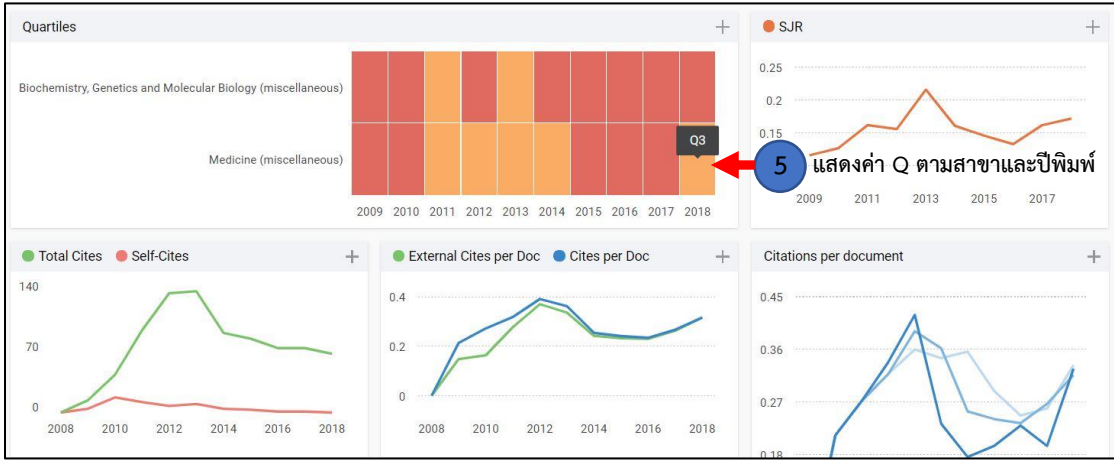 Quartiles
Biochemistry, Genetics and Molecular Biology (miscellaneous)
Medicine (miscellaneous)
Q3
2009 2010 2011 2012 2013 2014 2015 2016 2017 2018
SJR
0.25
0.2
0.15
5 แสดงค่า Q ตามสาขาและปีพิมพ์
2009 2011 2013 2015 2017
Total Cites Self-Cites
140
70
0
2008 2010 2012 2014 2016 2018
External Cites per Doc Cites per Doc
0.4
0.2
0
2008 2010 2012 2014 2016 2018
Citations per document
0.45
0.36
0.27
0.18